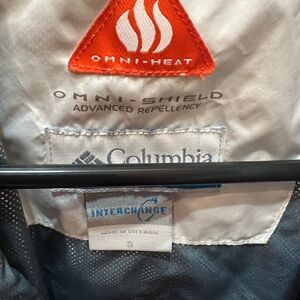 OMNI-HEAT
OMNI-SHIELD
ADVANCED REPELLENCY
Columbia
INTERCHANGE
MADE IN VIETNAM
S